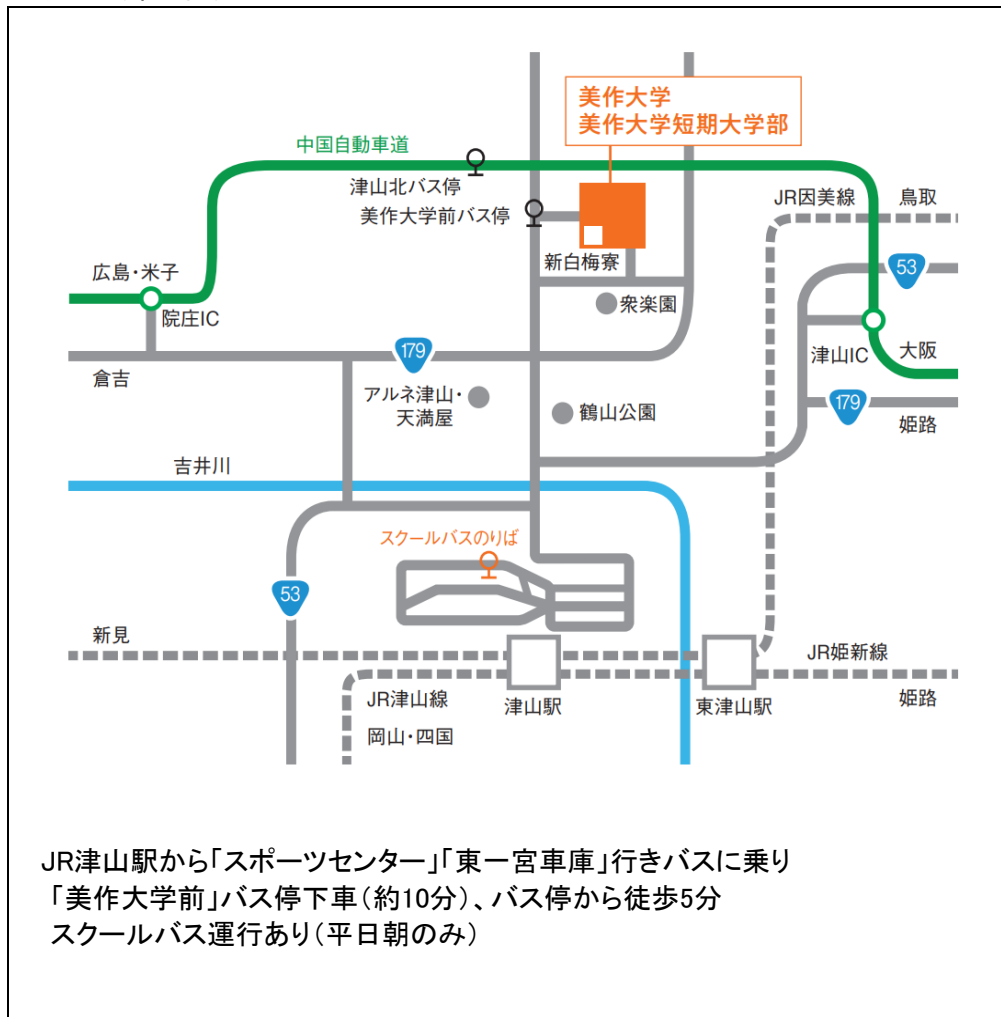 美作大学
美作大学短期大学部
中国自動車道
津山北バス停
JR因美線
鳥取
美作大学前バス停
新白梅寮
広島・米子
53
衆楽園
院庄IC
179
津山IC
大阪
倉吉
アルネ津山・
天満屋
鶴山公園
179
姫路
吉井川
スクールバスのりば
53
新見
JR姫新線
JR津山線
津山駅
東津山駅
姫路
岡山・四国
JR津山駅から「スポーツセンター」「東一宮車庫」行きバスに乗り
「美作大学前」バス停下車(約10分)、バス停から徒歩5分
スクールバス運行あり(平日朝のみ)